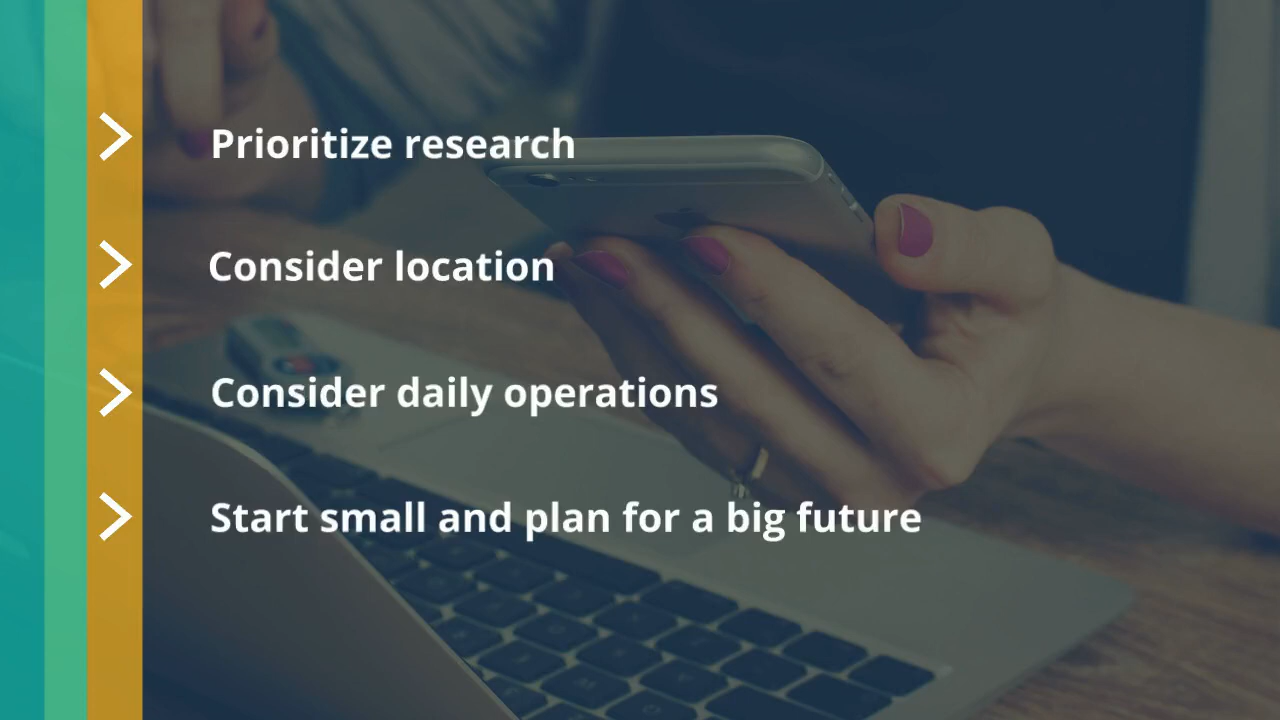 Prioritize research
Consider location
Consider daily operations
Start small and plan for a big future